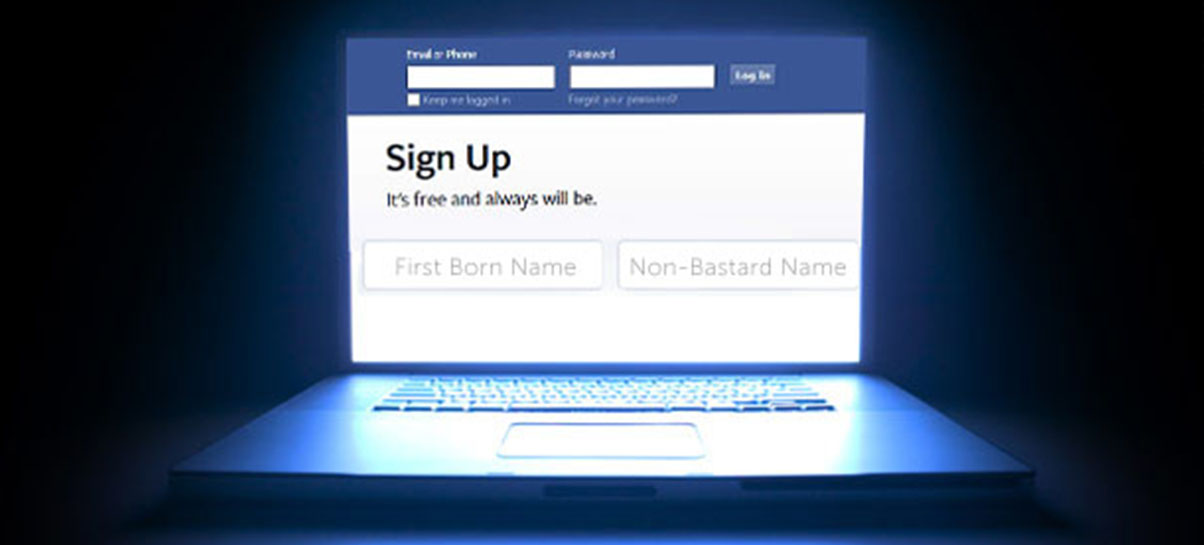 Email or Phone
Password
Log In
Keep me logged in
Forgot your password?
Sign Up
It's free and always will be.
First Born Name
Non-Bastard Name